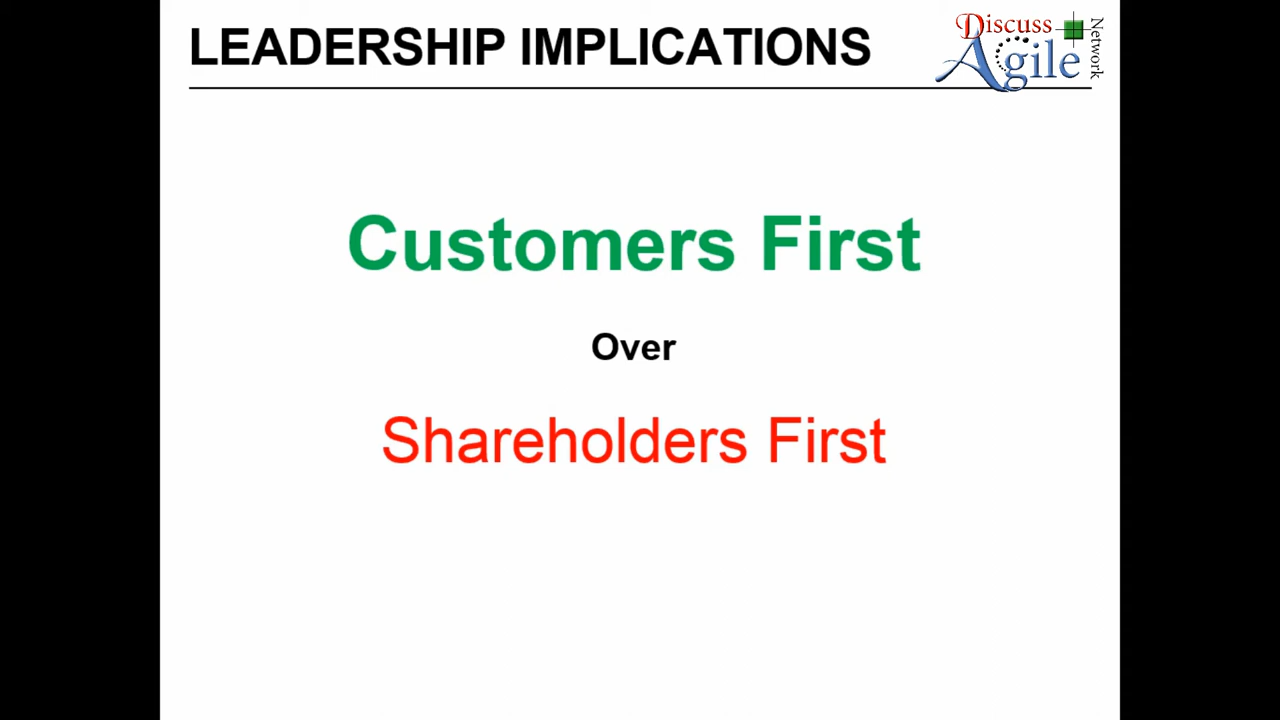 LEADERSHIP IMPLICATIONS
Discuss
Agile
Network
Customers First
Over
Shareholders First